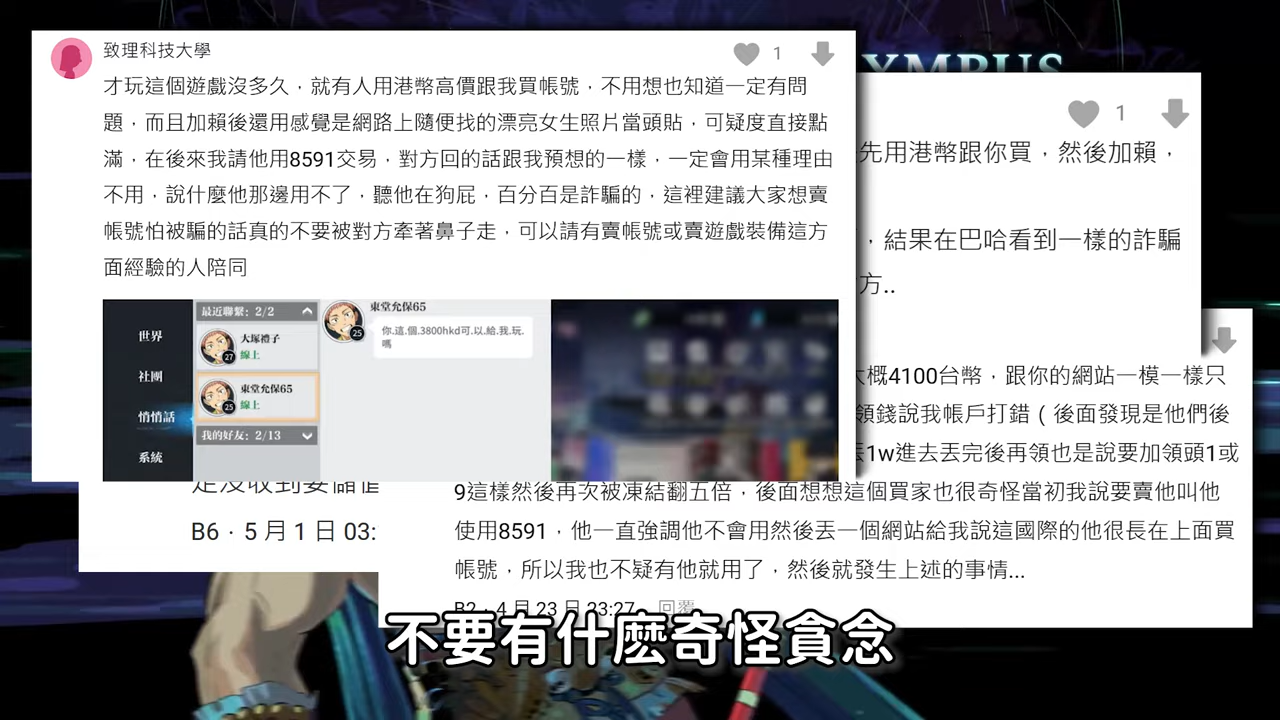 致理科技大學
1
才玩這個遊戲沒多久，就有人用港幣高價跟我買帳號，不用想也知道一定有問
題，而且加賴後還用感覺是網路上隨便找的漂亮女生照片當頭貼，可疑度直接點
滿，在後來我請他用8591交易，對方回的話跟我預想的一樣，一定會用某種理由
不用，說什麼他那邊用不了，聽他在狗屁，百分百是詐騙的，這裡建議大家想賣
帳號怕被騙的話真的不要被對方牽著鼻子走，可以請有賣帳號或賣遊戲裝備這方
面經驗的人陪同
世界
社團
悄悄話
系統
最近聯繫: 2/2
大塚禮子
線上
27
東堂允保65
線上
25
我的好友: 2/13
東堂允保65
25
你.這.個.3800hkd可.以.給.我.玩.
嗎
YMPUS
1
先用港幣跟你買，然後加賴，
，結果在巴哈看到一樣的詐騙
方..
B6．5 月 1 日 03:
概4100台幣，跟你的網站一模一樣只
領錢說我帳戶打錯（後面發現是他們後
丟1w進去丟完後再領也是說要加領頭1或
9這樣然後再次被凍結翻五倍，後面想想這個買家也很奇怪當初我說要賣他叫他
使用8591，他一直強調他不會用然後丟一個網站給我說這國際的他很長在上面買
帳號，所以我也不疑有他就用了，然後就發生上述的事情...
B2．4 月 23 日 23:27 回覆
不要有什麽奇怪貪念